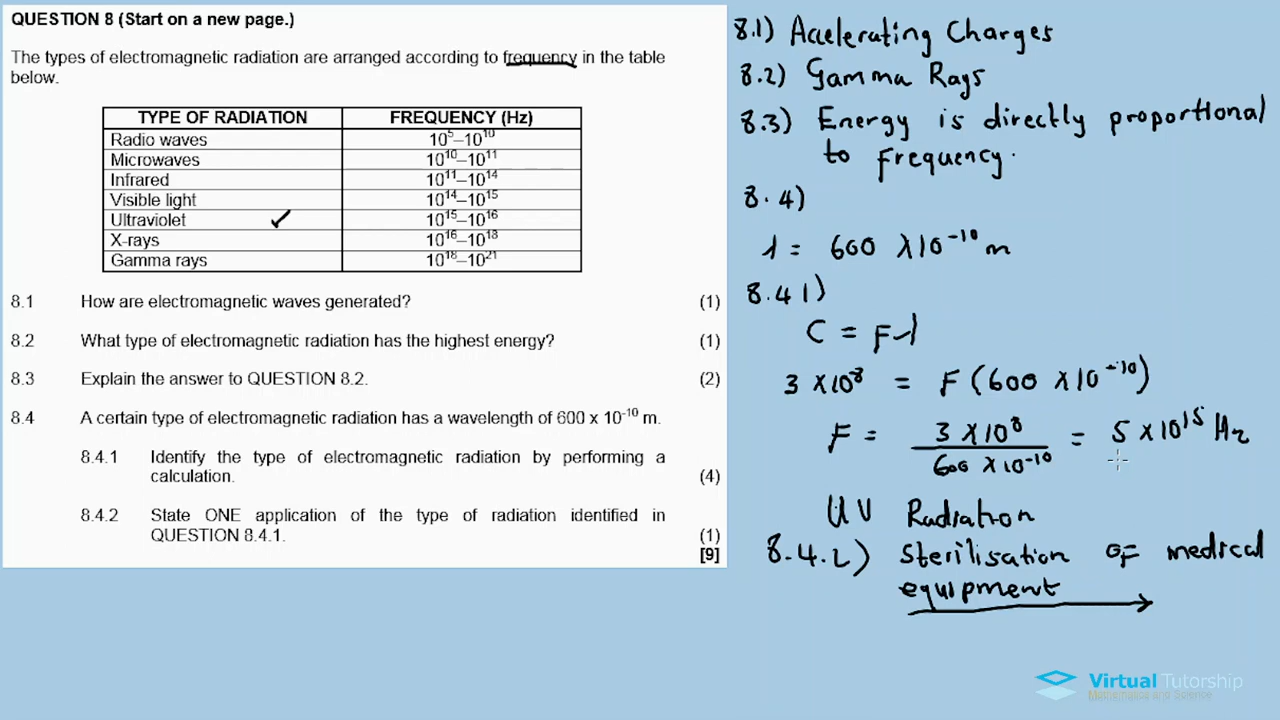 QUESTION 8 (Start on a new page.)
The types of electromagnetic radiation are arranged according to frequency in the table
below.
TYPE OF RADIATION FREQUENCY (Hz)
Radio waves 10⁵–10¹⁰
Microwaves 10¹⁰–10¹¹
Infrared 10¹¹–10¹⁴
Visible light 10¹⁴–10¹⁵
Ultraviolet ✓ 10¹⁵–10¹⁶
X-rays 10¹⁶–10¹⁸
Gamma rays 10¹⁸–10²¹
8.1 How are electromagnetic waves generated? (1)
8.2 What type of electromagnetic radiation has the highest energy? (1)
8.3 Explain the answer to QUESTION 8.2. (2)
8.4 A certain type of electromagnetic radiation has a wavelength of 600 x 10⁻¹⁰ m.
8.4.1 Identify the type of electromagnetic radiation by performing a
calculation. (4)
8.4.2 State ONE application of the type of radiation identified in
QUESTION 8.4.1. (1)
[9]
8.1) Accelerating Charges
8.2) Gamma Rays
8.3) Energy is directly proportional
to frequency.
8.4)
λ = 600 x10⁻¹⁰ m
8.4 1)
C = Fλ
3 x10⁸ = F (600 x10⁻¹⁰)
F = 3 x10⁸ / 600 x10⁻¹⁰ = 5 x10¹⁵ Hz
UV Radiation
8.4.2) Sterilisation of medical
equipment
Virtual Tutorship
Mathematics and Science